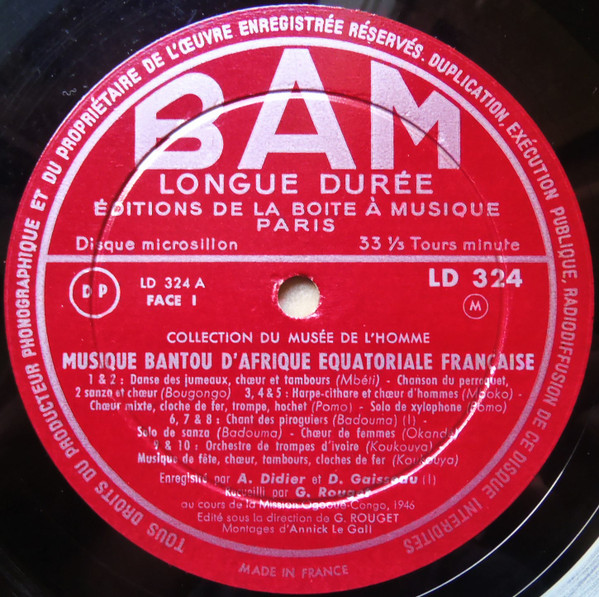 TOUS DROITS DU PRODUCTEUR PHONOGRAPHIQUE ET DU PROPRIÉTAIRE DE L'ŒUVRE ENREGISTRÉE RÉSERVÉS. DUPLICATION, EXÉCUTION PUBLIQUE, RADIODIFFUSION DE CE DISQUE INTERDITES
BAM
LONGUE DURÉE
ÉDITIONS DE LA BOITE À MUSIQUE
PARIS
Disque microsillon 33 1/3 Tours minute
DP LD 324 A LD 324
FACE I M
COLLECTION DU MUSÉE DE L'HOMME
MUSIQUE BANTOU D'AFRIQUE EQUATORIALE FRANÇAISE
1 & 2 : Danse des jumeaux, chœur et tambours (Mbéti) - Chanson du perroquet,
2 sanza et chœur (Bougongo) 3, 4 & 5 : Harpe-cithare et chœur d'hommes (Maoko) -
Chœur mixte, cloche de fer, trompe, hochet (Pomo) - Solo de xylophone (Bomo)
6, 7 & 8 : Chant des piroguiers (Badouma) (I) -
Solo de sanza (Badouma) - Chœur de femmes (Okande)
9 & 10 : Orchestre de trompes d'ivoire (Koukouya) -
Musique de fête, chœur, tambours, cloches de fer (Koukouya)
Enregistré par A. Didier et D. Gaisseau (I)
Recueilli par G. Rouget
au cours de la Mission Ogooué-Congo, 1946
Edité sous la direction de G. ROUGET
Montages d'Annick Le Gall
MADE IN FRANCE